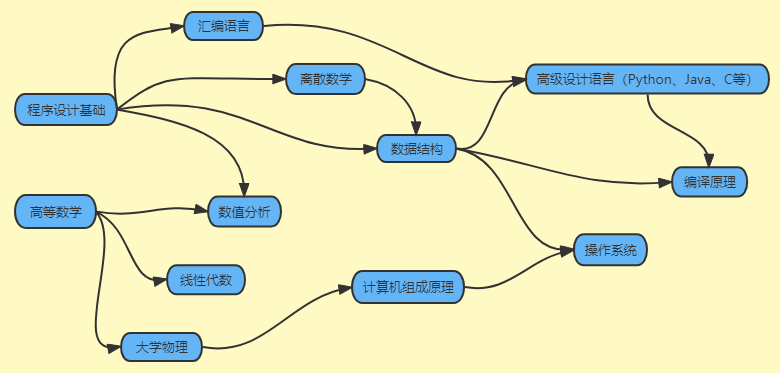 汇编语言
离散数学
高级设计语言（Python、Java、C等）
程序设计基础
数据结构
编译原理
高等数学
数值分析
操作系统
线性代数
计算机组成原理
大学物理